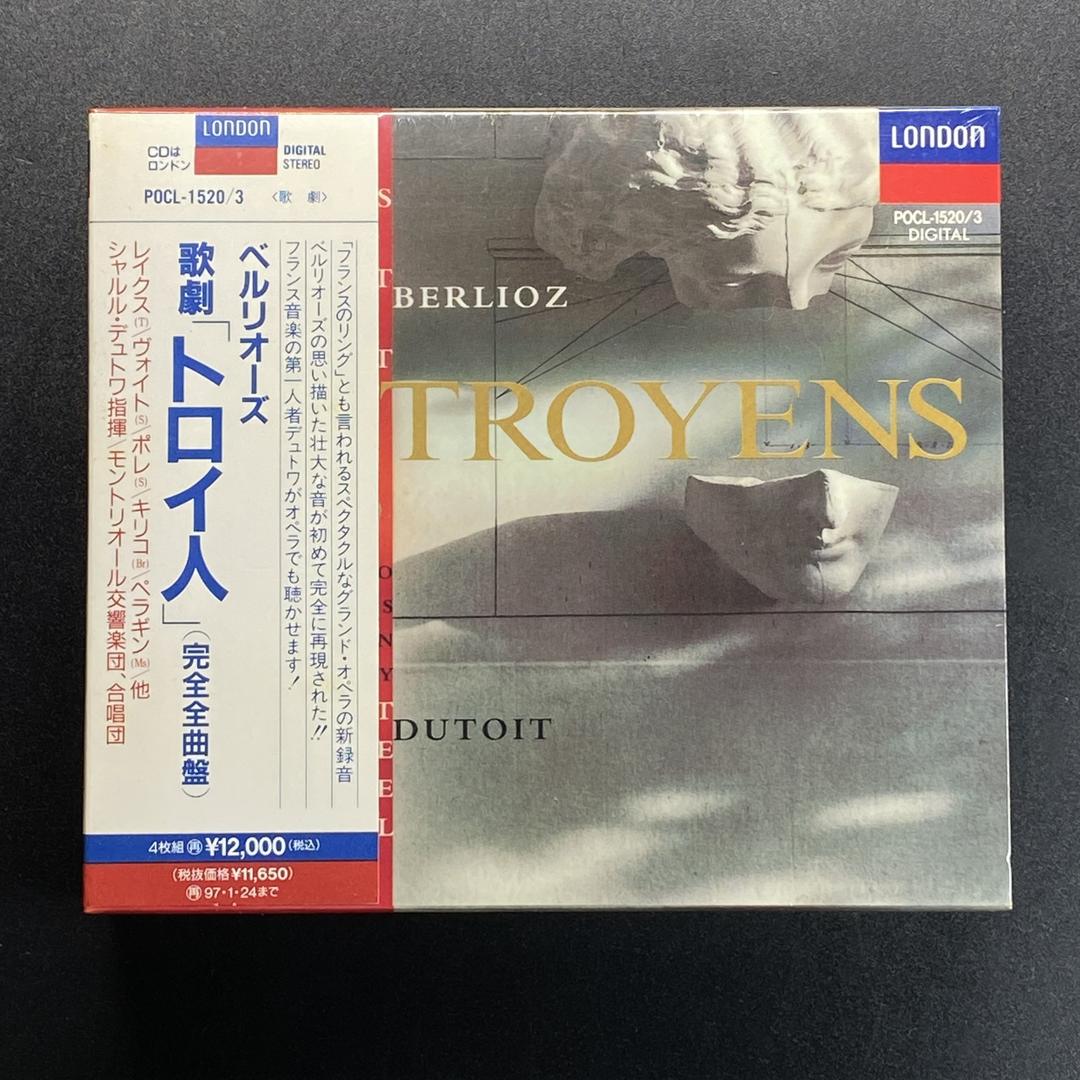 LONDON
CDは
ロンドン
DIGITAL
STEREO
POCL-1520/3 〈歌 劇〉
「フランスのリング」とも言われるスペクタクルなグランド・オペラの新録音
ベルリオーズの思い描いた壮大な音が初めて完全に再現された!!
フランス音楽の第一人者デュトワがオペラでも聴かせます!
ベルリオーズ
歌劇「トロイ人」(完全全曲盤)
レイクス(T)/ヴォイト(S)/ポレ(S)/キリコ(Br)/ペラギン(Ms)/他
シャルル・デュトワ指揮/モントリオール交響楽団、合唱団
4枚組 再 ¥12,000(税込)
(税抜価格¥11,650)
再 97・1・24まで
LONDON
POCL-1520/3
DIGITAL
BERLIOZ
TROYENS
DUTOIT